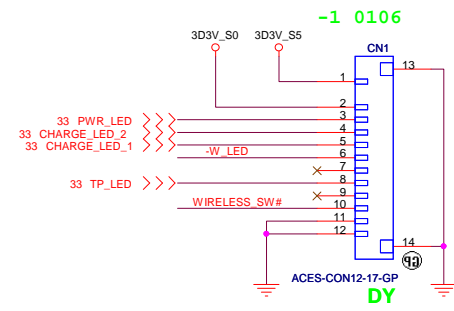 -1 0106
3D3V_S0 3D3V_S5
CN1
13
1
2
33 PWR_LED 3
33 CHARGE_LED_2 4
33 CHARGE_LED_1 5
-W_LED 6
7
33 TP_LED 8
9
WIRELESS_SW# 10
11
12
14
GP
ACES-CON12-17-GP
DY